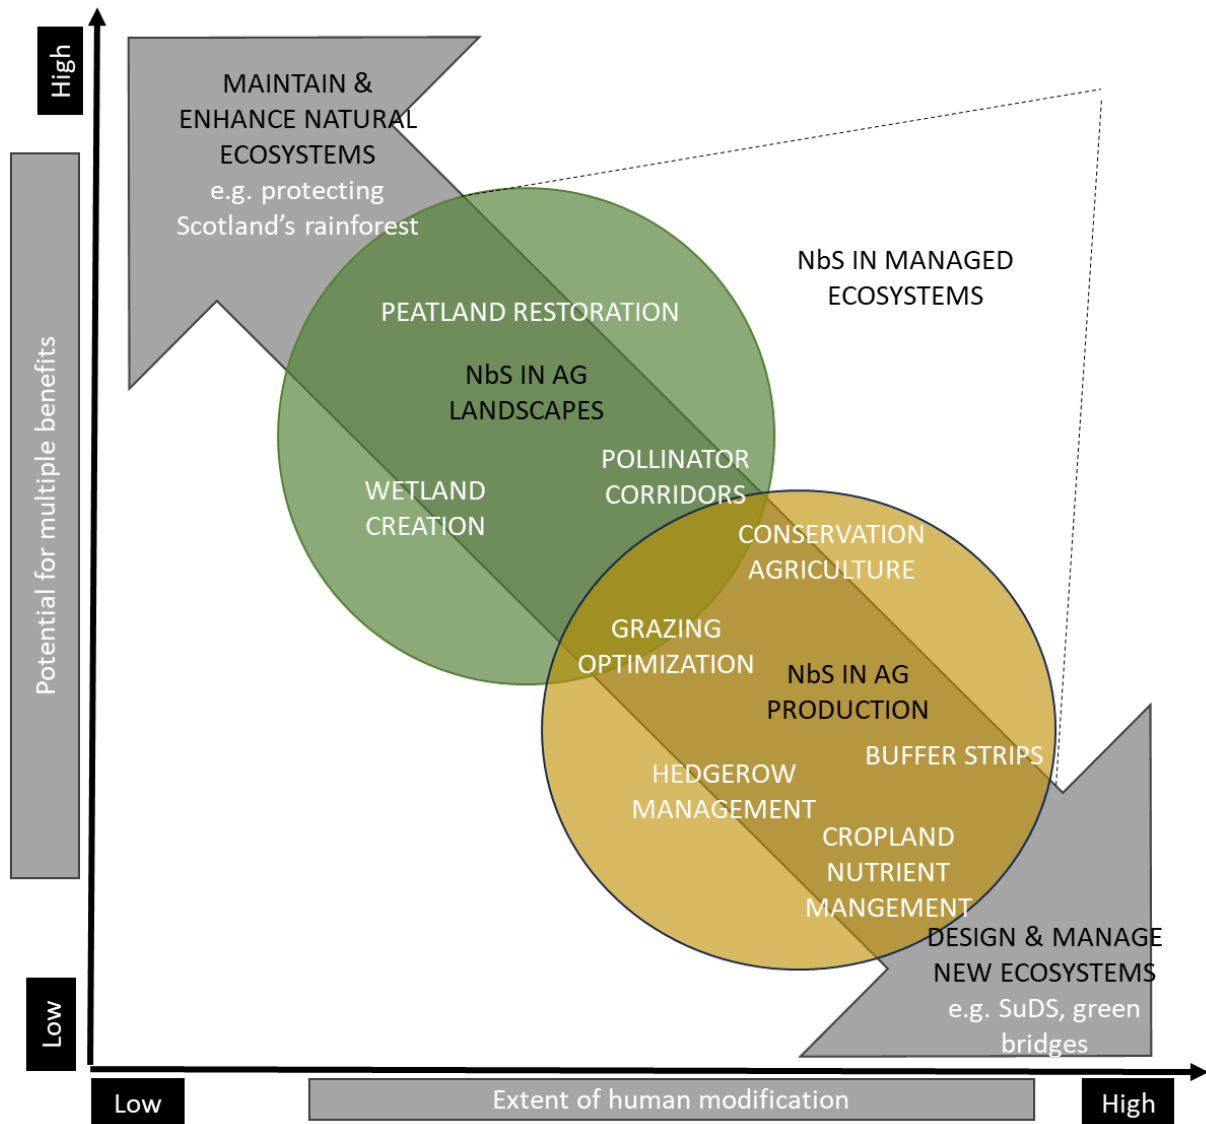 High
MAINTAIN &
ENHANCE NATURAL
ECOSYSTEMS
e.g. protecting
Scotland’s rainforest
NbS IN MANAGED
ECOSYSTEMS
PEATLAND RESTORATION
NbS IN AG
LANDSCAPES
POLLINATOR
CORRIDORS
WETLAND
CREATION
CONSERVATION
AGRICULTURE
GRAZING
OPTIMIZATION
NbS IN AG
PRODUCTION
BUFFER STRIPS
HEDGEROW
MANAGEMENT
CROPLAND
NUTRIENT
MANGEMENT
DESIGN & MANAGE
NEW ECOSYSTEMS
e.g. SuDS, green
bridges
Potential for multiple benefits
Low
Low
Extent of human modification
High